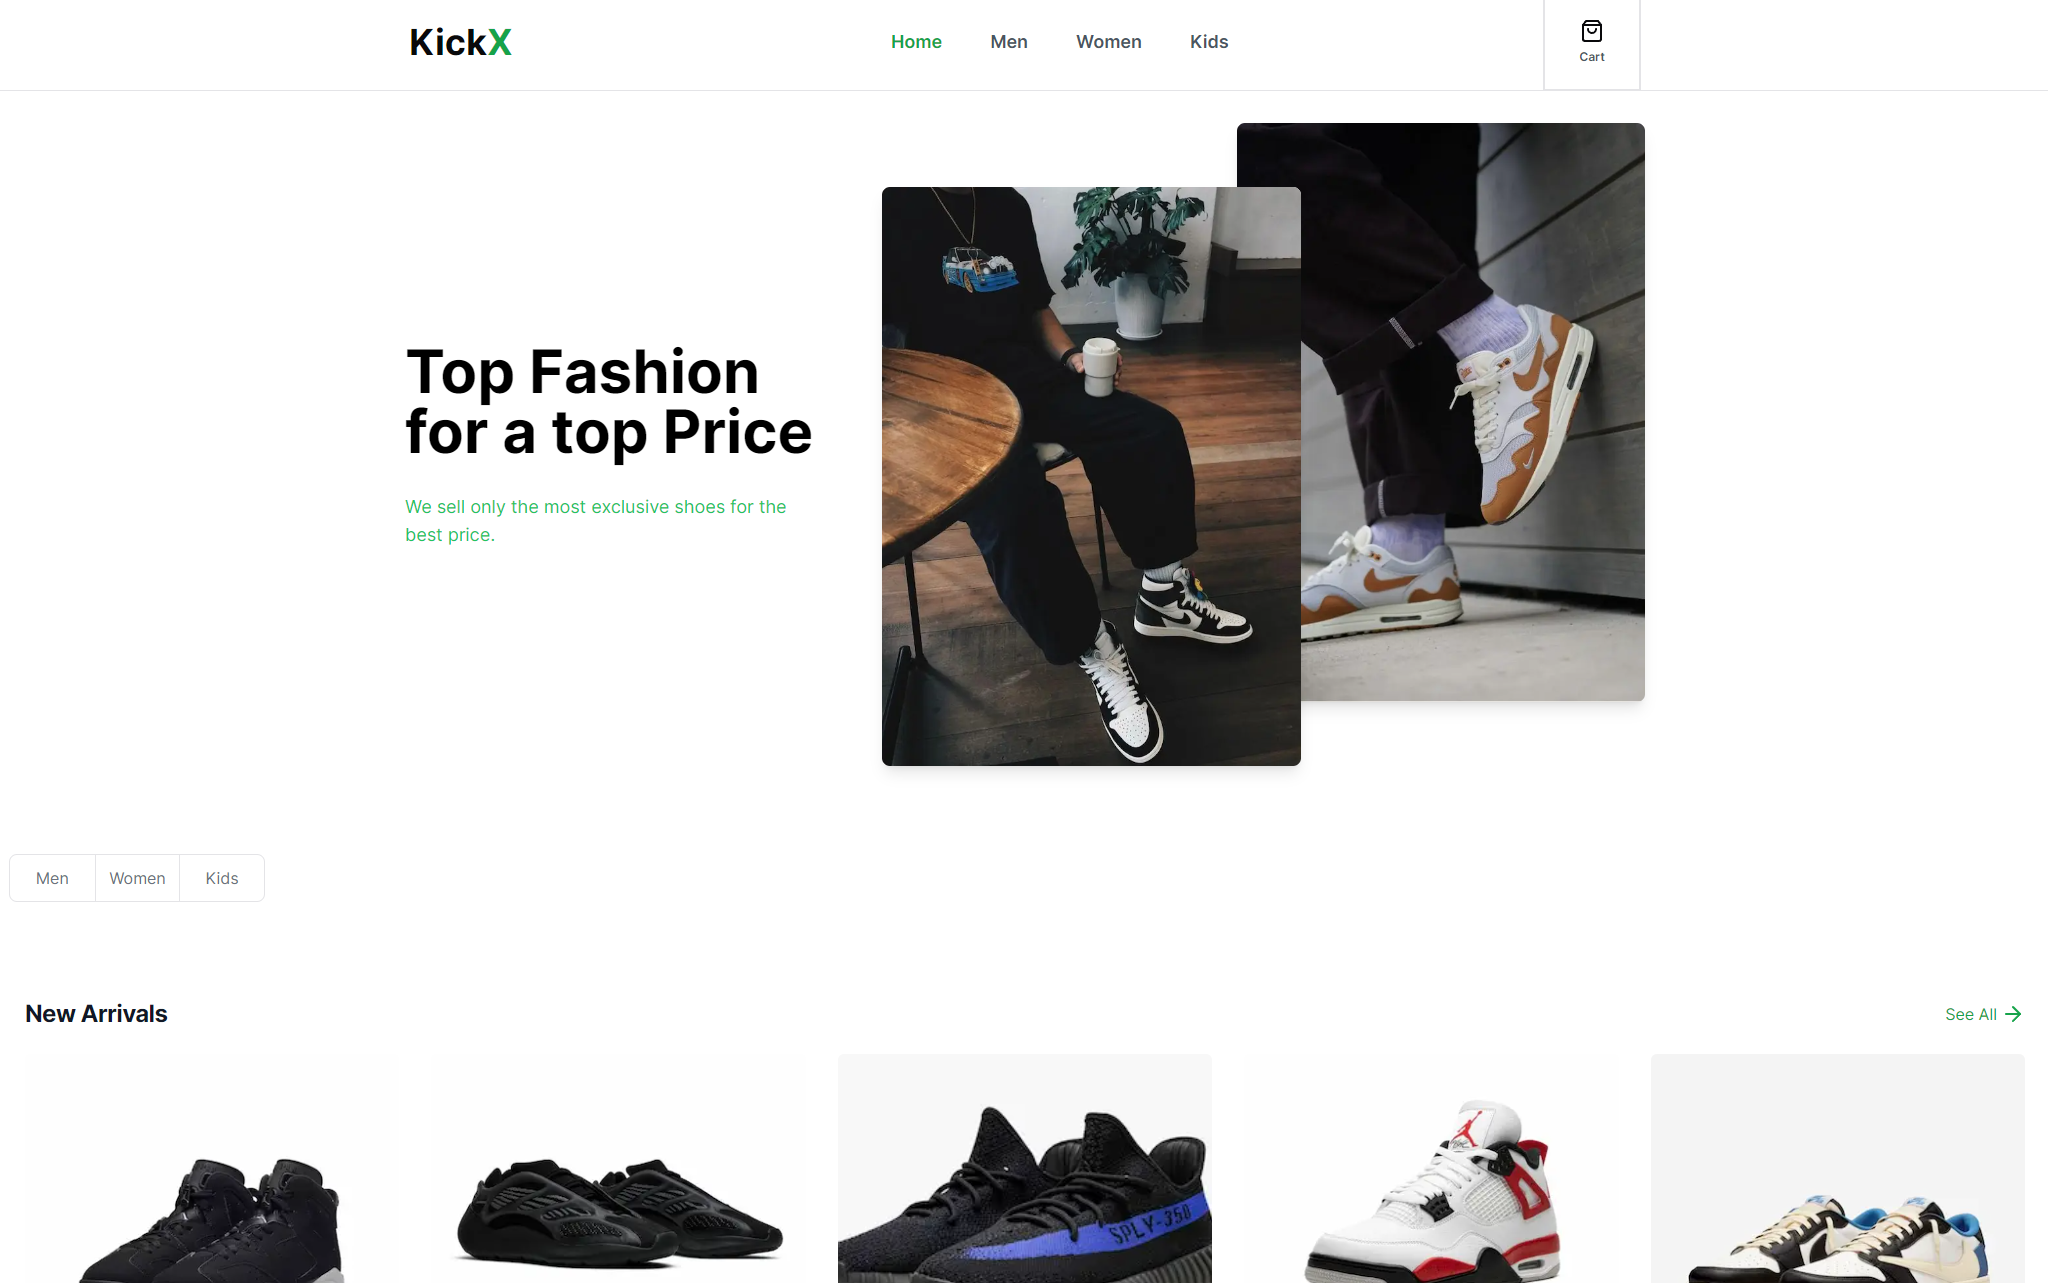 KickX
Home Men Women Kids
Cart
Top Fashion
for a top Price
We sell only the most exclusive shoes for the
best price.
Men Women Kids
New Arrivals
See All
SPLY-350